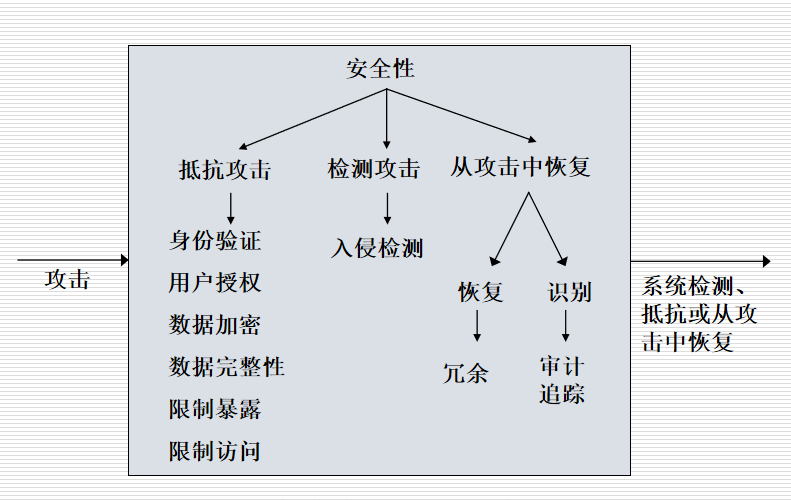 安全性
抵抗攻击
检测攻击
从攻击中恢复
身份验证
用户授权
数据加密
数据完整性
限制暴露
限制访问
入侵检测
恢复
识别
冗余
审计
追踪
攻击
系统检测、
抵抗或从攻
击中恢复